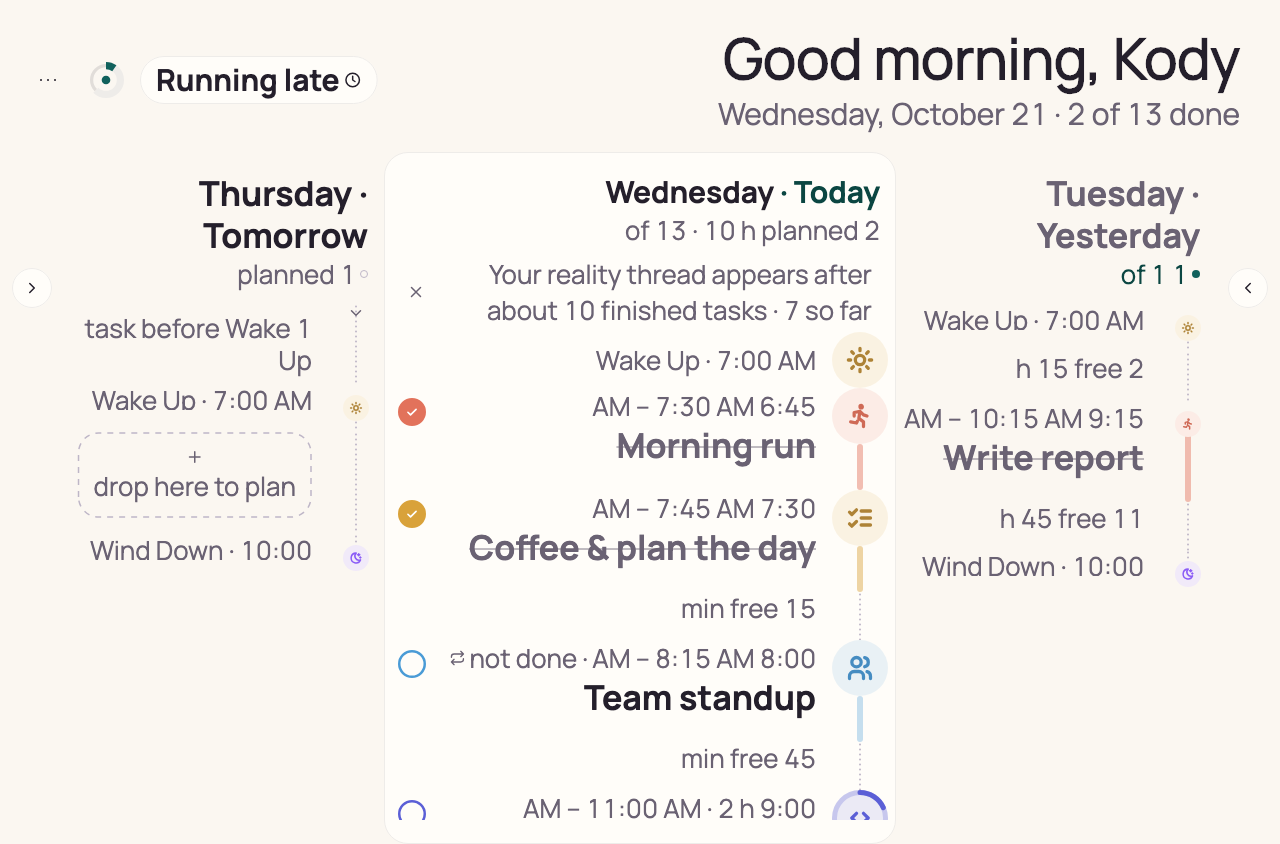 Good morning, Kody
Wednesday, October 21 · 2 of 13 done
Running late
Tuesday ·
Yesterday
of 1 1
Wake Up · 7:00 AM
h 15 free 2
AM – 10:15 AM 9:15
Write report
h 45 free 11
Wind Down · 10:00
Wednesday · Today
of 13 · 10 h planned 2
Your reality thread appears after
about 10 finished tasks · 7 so far
Wake Up · 7:00 AM
AM – 7:30 AM 6:45
Morning run
AM – 7:45 AM 7:30
Coffee & plan the day
min free 15
not done · AM – 8:15 AM 8:00
Team standup
min free 45
AM – 11:00 AM · 2 h 9:00
Thursday ·
Tomorrow
planned 1
task before Wake 1
Up
Wake Up · 7:00 AM
+
drop here to plan
Wind Down · 10:00